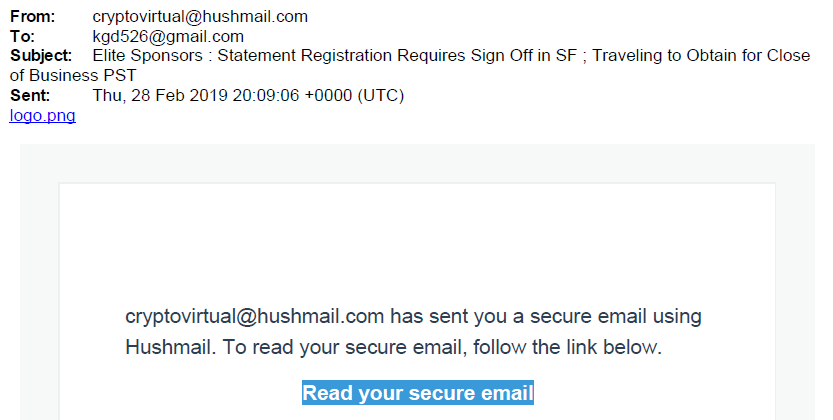 From: cryptovirtual@hushmail.com
To: kgd526@gmail.com
Subject: Elite Sponsors : Statement Registration Requires Sign Off in SF ; Traveling to Obtain for Close
of Business PST
Sent: Thu, 28 Feb 2019 20:09:06 +0000 (UTC)
logo.png
cryptovirtual@hushmail.com has sent you a secure email using
Hushmail. To read your secure email, follow the link below.
Read your secure email